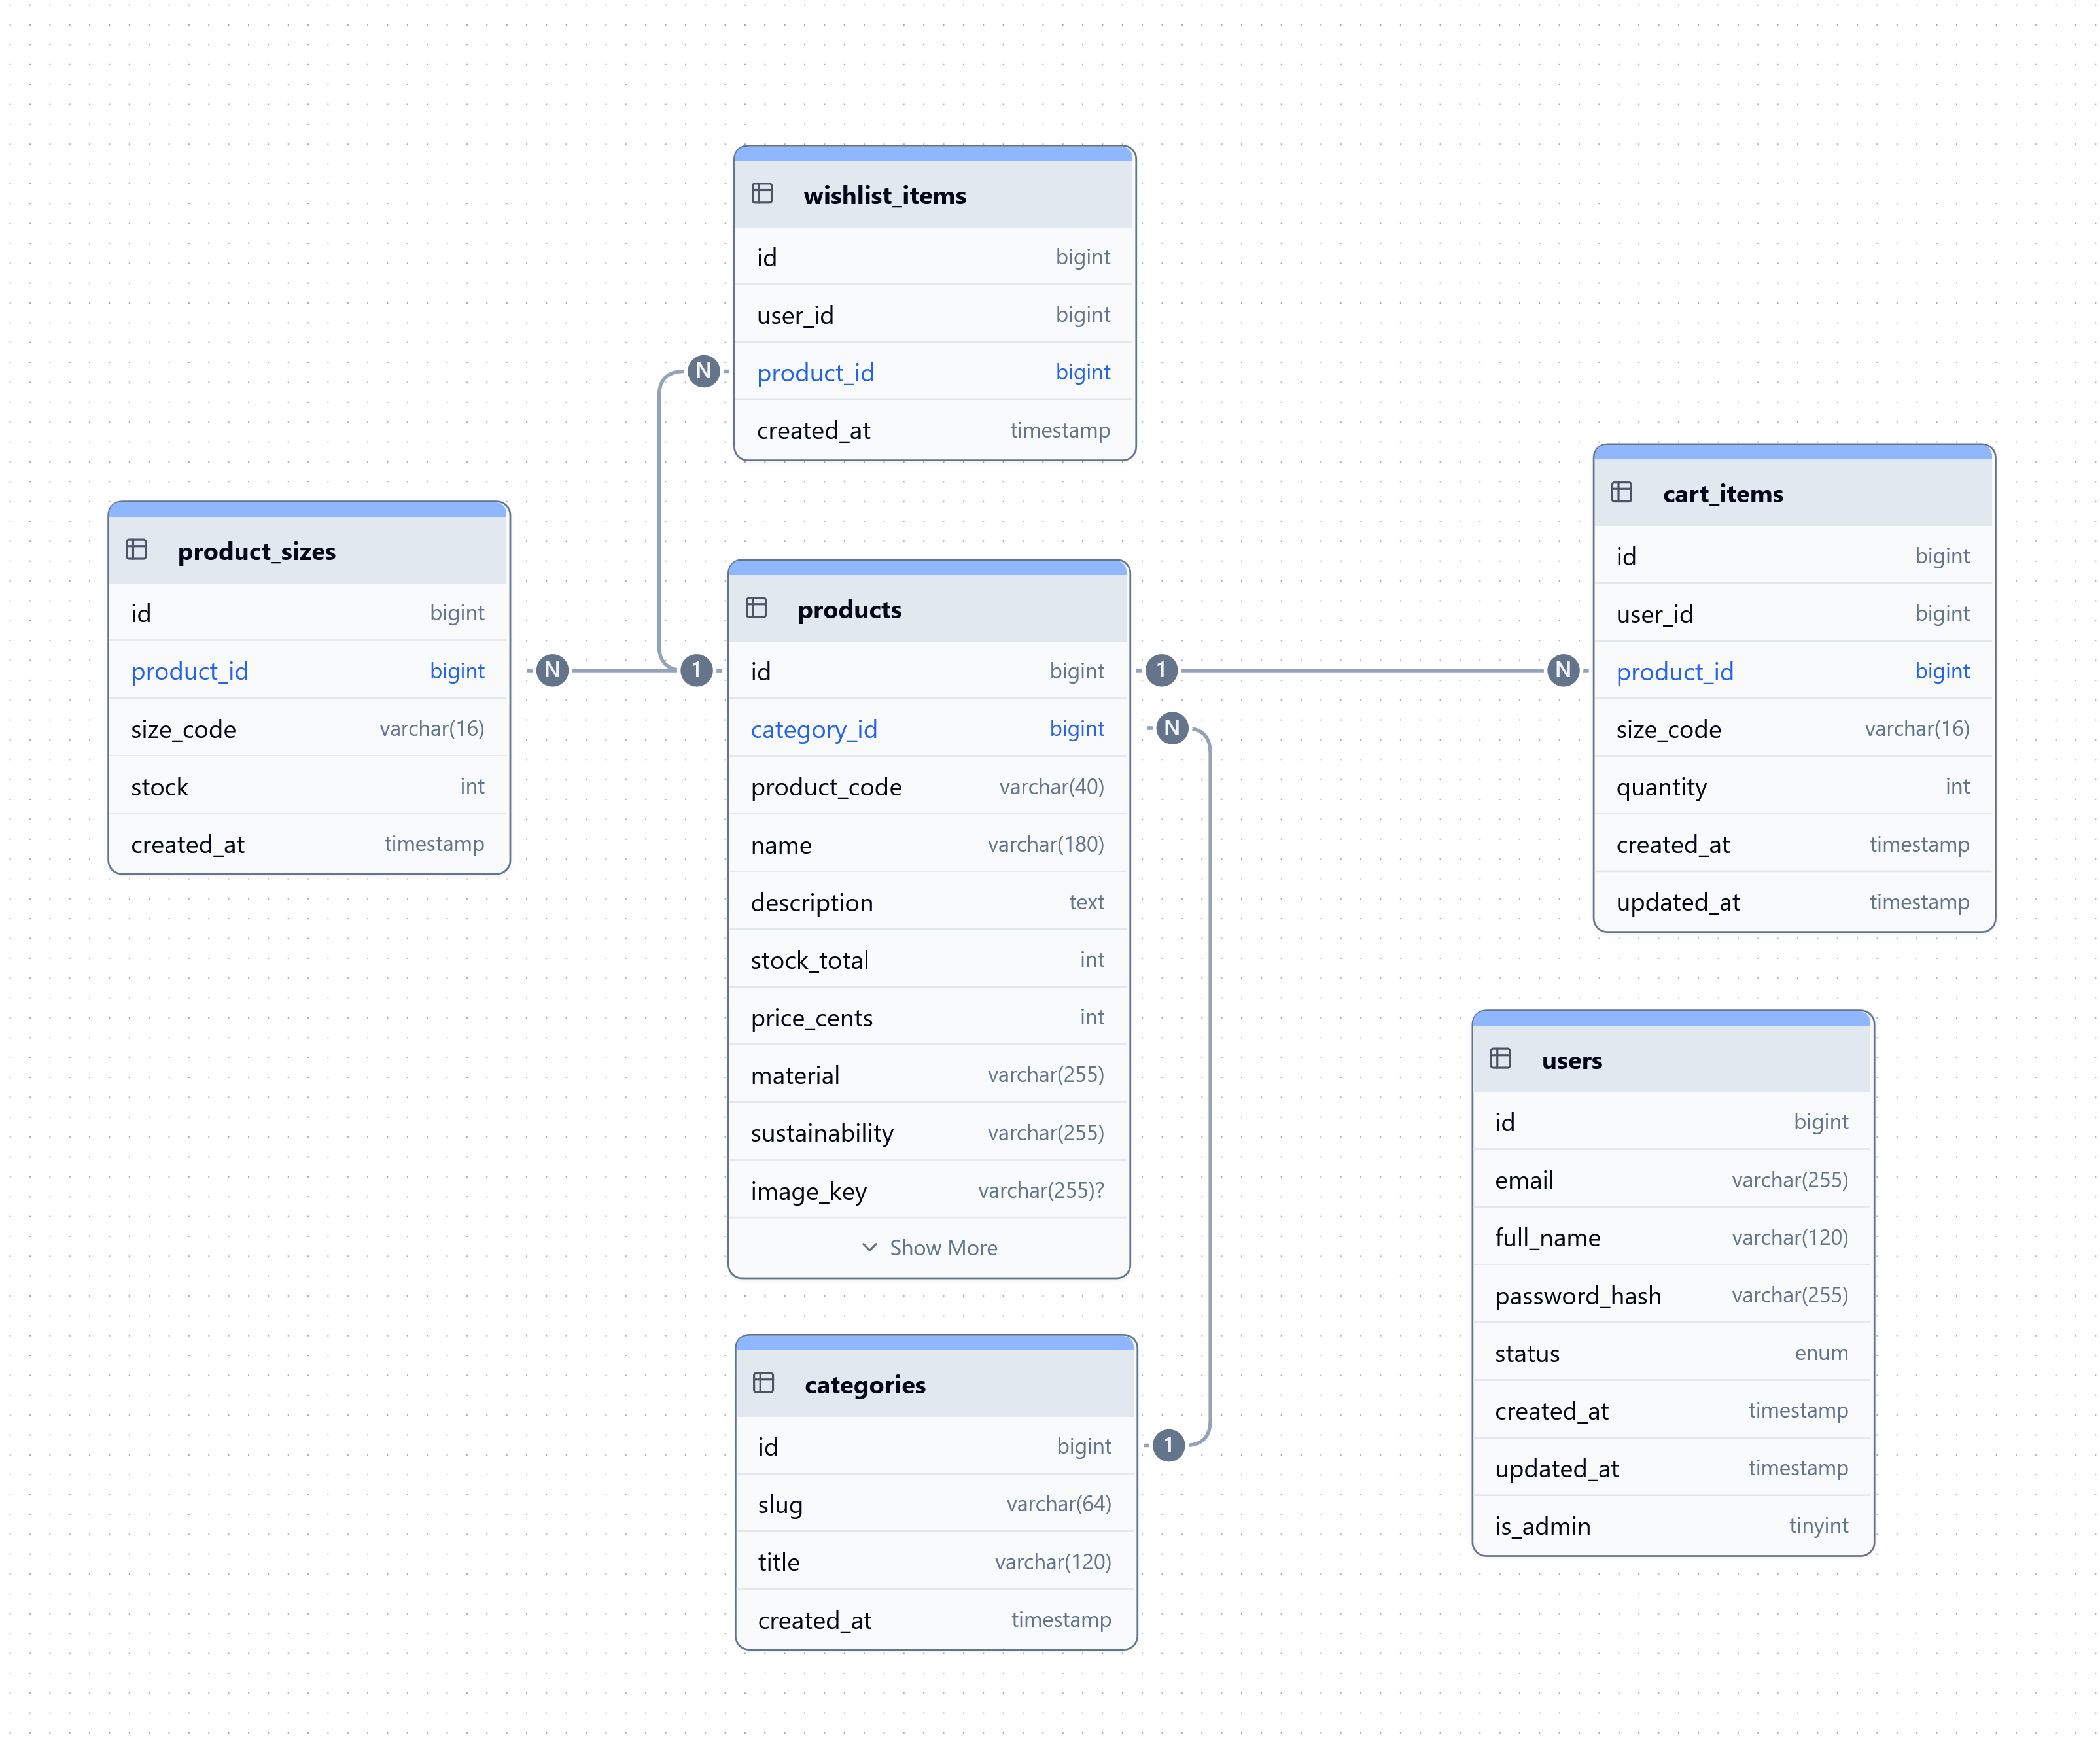 wishlist_items
id bigint
user_id bigint
N product_id bigint
created_at timestamp
product_sizes
id bigint
product_id bigint N
size_code varchar(16)
stock int
created_at timestamp
products
1 id bigint 1
category_id bigint N
product_code varchar(40)
name varchar(180)
description text
stock_total int
price_cents int
material varchar(255)
sustainability varchar(255)
image_key varchar(255)?
Show More
cart_items
id bigint
user_id bigint
N product_id bigint
size_code varchar(16)
quantity int
created_at timestamp
updated_at timestamp
users
id bigint
email varchar(255)
full_name varchar(120)
password_hash varchar(255)
status enum
created_at timestamp
updated_at timestamp
is_admin tinyint
categories
id bigint 1
slug varchar(64)
title varchar(120)
created_at timestamp